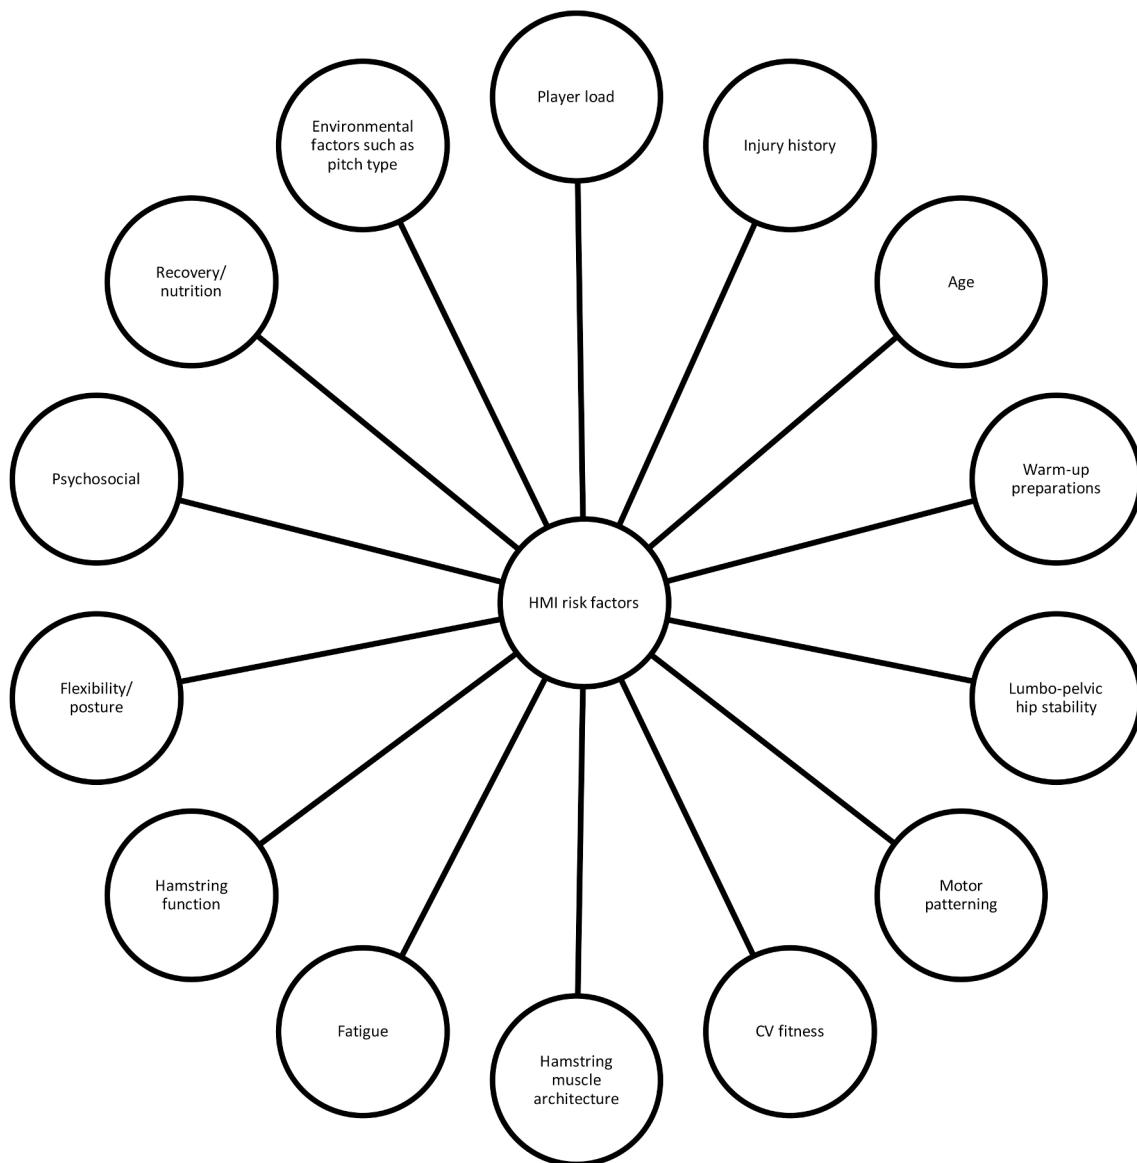 Player load
Injury history
Age
Warm-up
preparations
Lumbo-pelvic
hip stability
Motor
patterning
CV fitness
Hamstring
muscle
architecture
Fatigue
Hamstring
function
Flexibility/
posture
Psychosocial
Recovery/
nutrition
Environmental
factors such as
pitch type
HMI risk factors